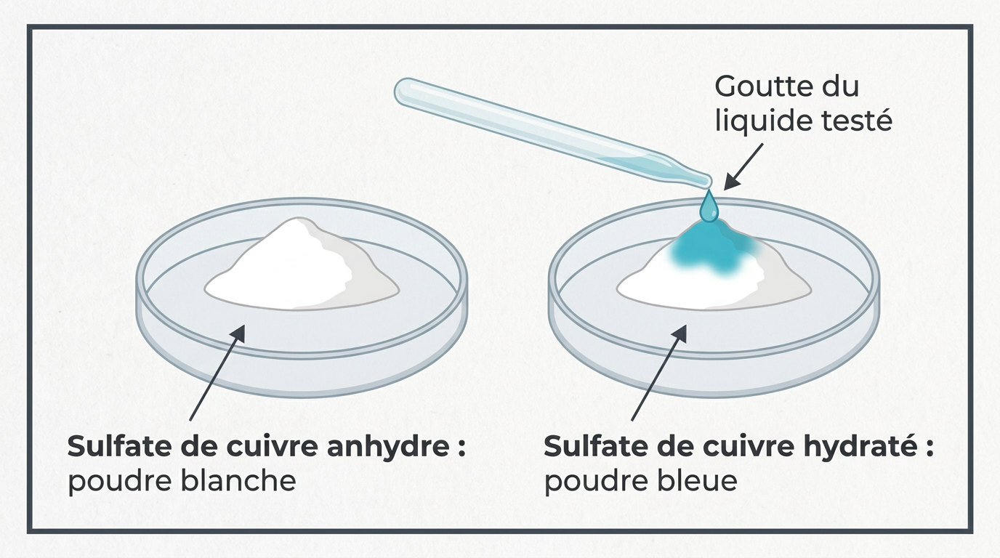 Goutte du
liquide testé
Sulfate de cuivre anhydre :
poudre blanche
Sulfate de cuivre hydraté :
poudre bleue